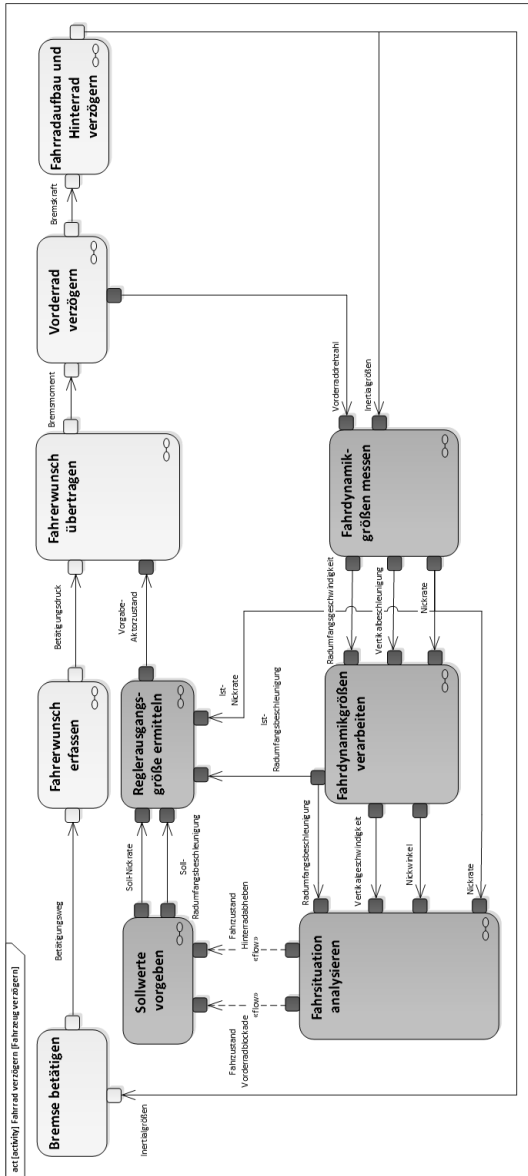 act [activity] Fahrrad verzögern [Fahrzeug verzögern]
Bremse betätigen
Betätigungsweg
Fahrerwunsch
erfassen
Betätigungsdruck
Fahrerwunsch
übertragen
Bremsmoment
Vorderrad
verzögern
Bremskraft
Fahrradaufbau und
Hinterrad
verzögern
Inertialgrößen
Sollwerte
vorgeben
Soll-Nickrate
Soll-
Radumfangsbeschleunigung
Reglerausgangs-
größe ermitteln
Vorgabe-
Aktorzustand
Ist-
Nickrate
Ist-
Radumfangsbeschleunigung
Fahrzustand
Vorderradblockade
«flow»
Fahrzustand
Hinterradabheben
«flow»
Fahrsituation
analysieren
Radumfangsbeschleunigung
Vertikalgeschwindigkeit
Nickwinkel
Nickrate
Fahrdynamikgrößen
verarbeiten
Radumfangsgeschwindigkeit
Vertikalbeschleunigung
Nickrate
Fahrdynamik-
größen messen
Vorderraddrehzahl
Inertialgrößen